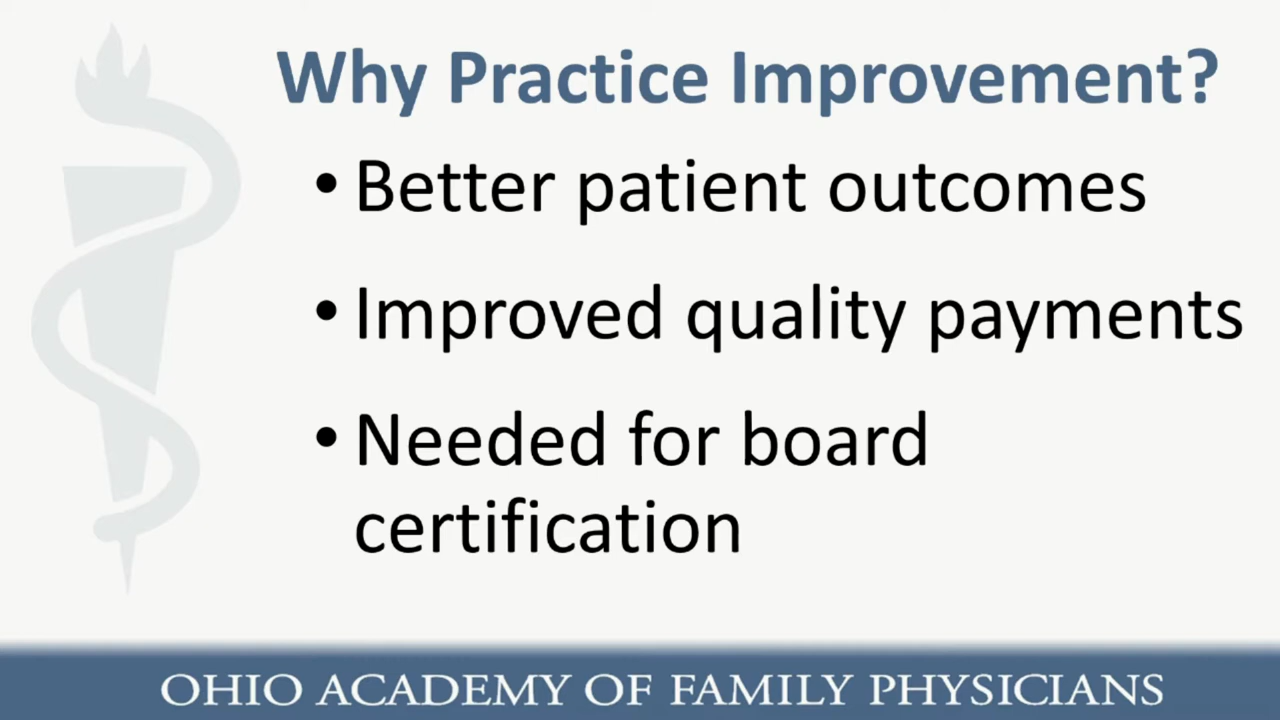 Why Practice Improvement?
• Better patient outcomes
• Improved quality payments
• Needed for board
certification
OHIO ACADEMY OF FAMILY PHYSICIANS